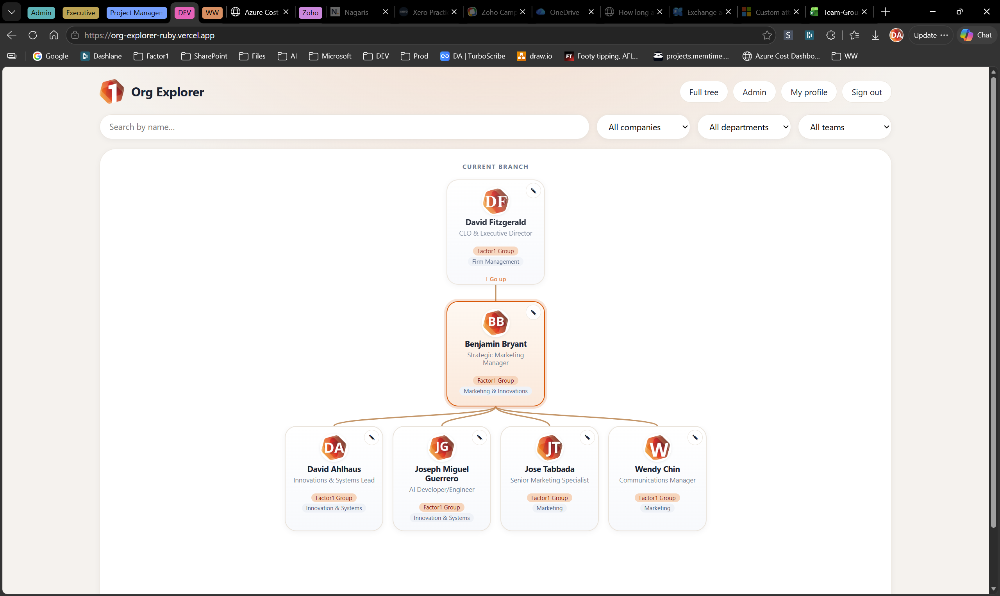 Admin
Executive
Project Managem
DEV
WW
Azure Cost
Zoho
N. Nagaris
xero Xero Practi
Zoho Camp
OneDrive
How long a
Exchange a
Custom att
Team-Grou
https://org-explorer-ruby.vercel.app
S
DA
Update
Chat
Google
Dashlane
Factor1
SharePoint
Files
AI
Microsoft
DEV
Prod
DA | TurboScribe
draw.io
FT Footy tipping, AFL...
projects.memtime....
Azure Cost Dashbo...
WW
1 Org Explorer
Full tree
Admin
My profile
Sign out
Search by name...
All companies
All departments
All teams
CURRENT BRANCH
DF
David Fitzgerald
CEO & Executive Director
Factor1 Group
Firm Management
↑ Go up
BB
Benjamin Bryant
Strategic Marketing
Manager
Factor1 Group
Marketing & Innovations
DA
David Ahlhaus
Innovations & Systems Lead
Factor1 Group
Innovation & Systems
JG
Joseph Miguel
Guerrero
AI Developer/Engineer
Factor1 Group
Innovation & Systems
JT
Jose Tabbada
Senior Marketing Specialist
Factor1 Group
Marketing
W
Wendy Chin
Communications Manager
Factor1 Group
Marketing